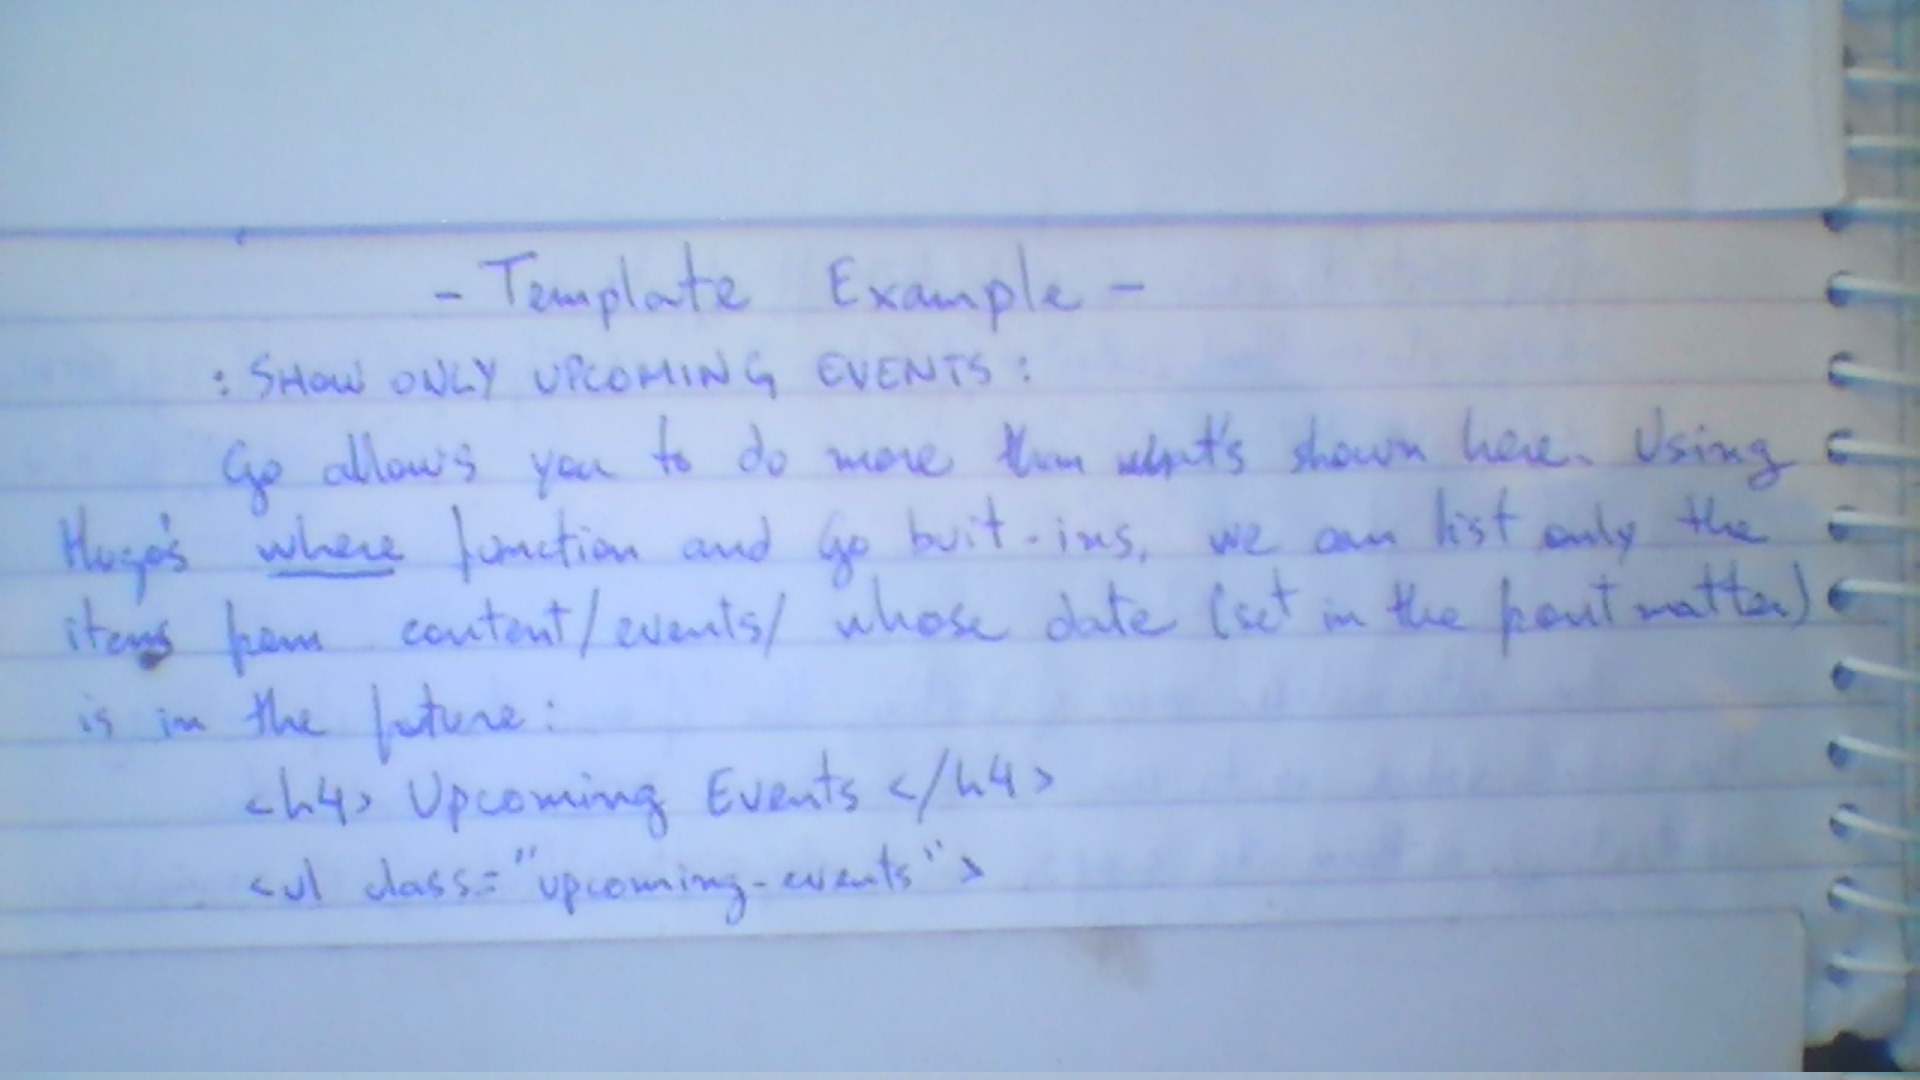 - Template Example -
: SHOW ONLY UPCOMING EVENTS :
Go allows you to do more than what's shown here. Using
Hugo's where function and Go buit-ins, we can list only the
items from content/events/ whose date (set in the front matter)
is in the future:
<h4> Upcoming Events </h4>
<ul class="upcoming-events">